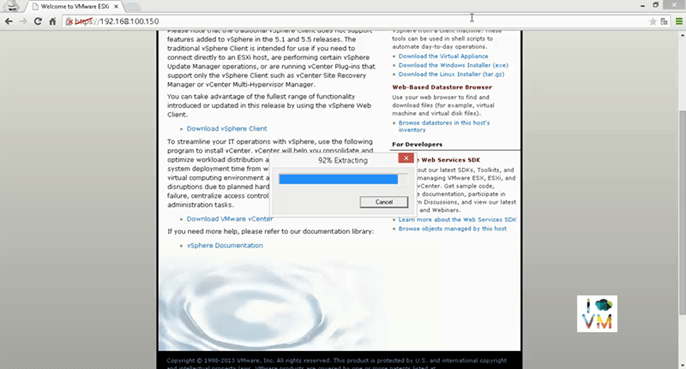 Welcome to VMware ESXi
https://192.168.100.150
Please note that the traditional vSphere Client does not support
features added to vSphere in the 5.1 and 5.5 releases. The
traditional vSphere Client is intended for use if you need to
connect directly to an ESXi host, are performing certain vSphere
Update Manager operations, or are running vCenter Plug-ins that
support only the vSphere Client such as vCenter Site Recovery
Manager or vCenter Multi-Hypervisor Manager.
You can take advantage of the fullest range of functionality
introduced or updated in this release by using the vSphere Web
Client.
Download vSphere Client
To streamline your IT operations with vSphere, use the following
program to install vCenter. vCenter will help you consolidate and
optimize workload distribution a
system deployment time from w
virtual computing environment a
disruptions due to planned hard
failure, centralize access control
administration tasks.
Download VMware vCenter
If you need more help, please refer to our documentation library:
vSphere Documentation
vSphere from a client machine. These
tools can be used in shell scripts to
automate day-to-day operations.
Download the Virtual Appliance
Download the Windows Installer (exe)
Download the Linux Installer (tar.gz)
Web-Based Datastore Browser
Use your web browser to find and
download files (for example, virtual
machine and virtual disk files).
Browse datastores in this host's
inventory
For Developers
e Web Services SDK
out our latest SDKs, Toolkits, and
managing VMware ESX, ESXi, and
vCenter. Get sample code,
documentation, participate in
m Discussions, and view our latest
and Webinars.
Learn more about the Web Services SDK
Browse objects managed by this host
92% Extracting
Cancel
i
VM
Copyright © 1998-2013 VMware, Inc. All rights reserved. This product is protected by U.S. and international copyright
and intellectual property laws. VMware products are covered by one or more patents listed at